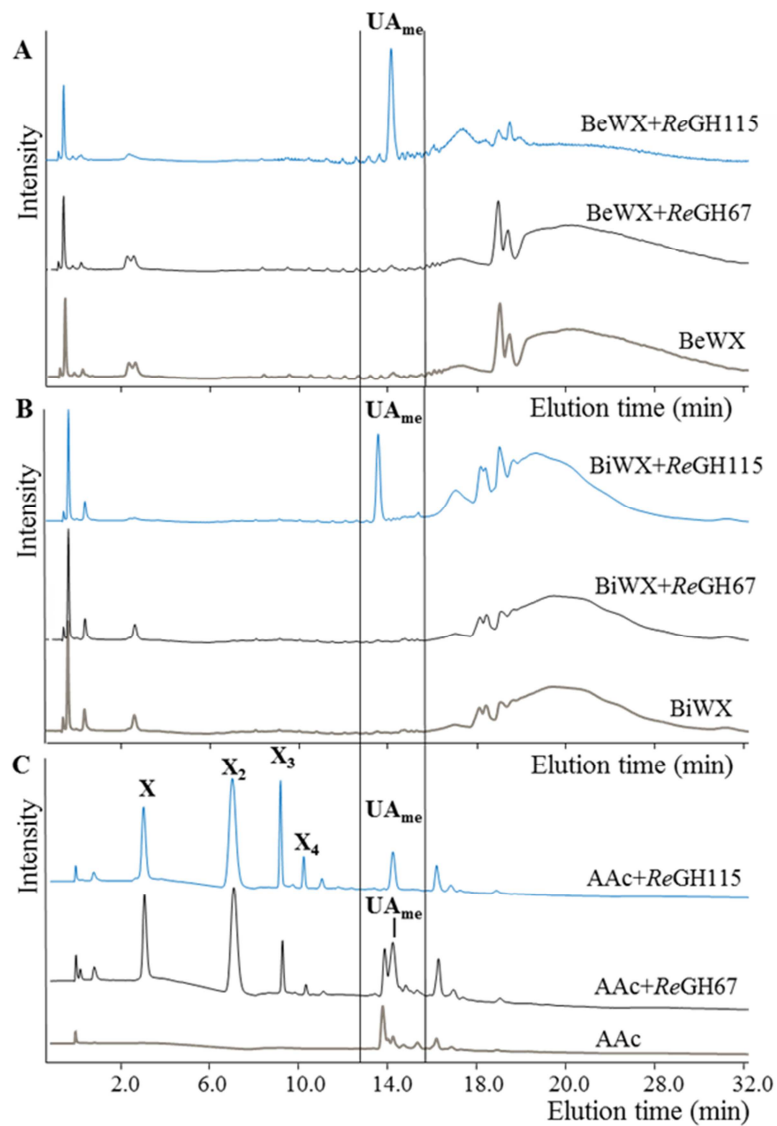 A
UAme
Intensity
BeWX+ReGH115
BeWX+ReGH67
BeWX
Elution time (min)
B
UAme
Intensity
BiWX+ReGH115
BiWX+ReGH67
BiWX
Elution time (min)
C
X
X2
X3
X4
UAme
Intensity
AAc+ReGH115
UAme
AAc+ReGH67
AAc
2.0 6.0 10.0 14.0 18.0 20.0 28.0 32.0
Elution time (min)